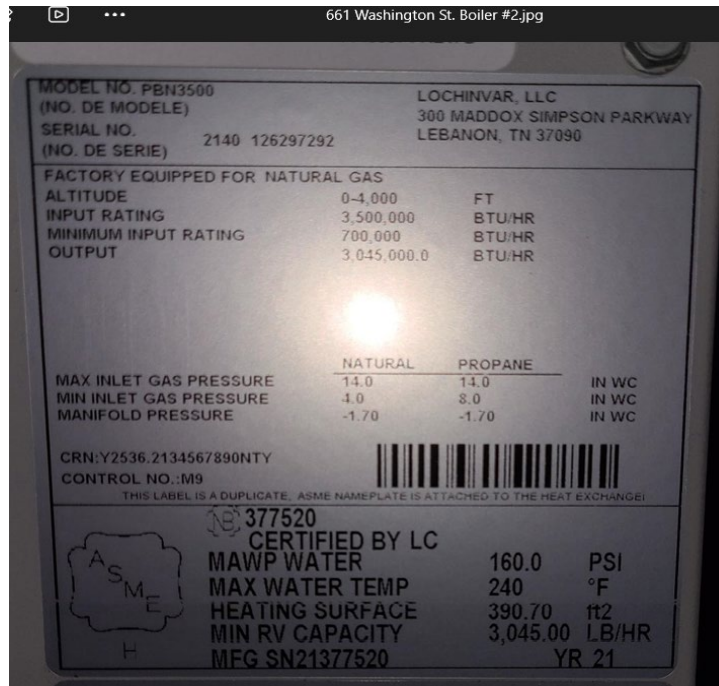 661 Washington St. Boiler #2.jpg
MODEL NO. PBN3500
(NO. DE MODELE)
LOCHINVAR, LLC
300 MADDOX SIMPSON PARKWAY
LEBANON, TN 37090
SERIAL NO.
(NO. DE SERIE)
2140 126297292
FACTORY EQUIPPED FOR NATURAL GAS
ALTITUDE 0-4,000 FT
INPUT RATING 3,500,000 BTU/HR
MINIMUM INPUT RATING 700,000 BTU/HR
OUTPUT 3,045,000.0 BTU/HR
NATURAL PROPANE
MAX INLET GAS PRESSURE 14.0 14.0 IN WC
MIN INLET GAS PRESSURE 4.0 8.0 IN WC
MANIFOLD PRESSURE -1.70 -1.70 IN WC
CRN:Y2536.2134567890NTY
CONTROL NO.:M9
THIS LABEL IS A DUPLICATE, ASME NAMEPLATE IS ATTACHED TO THE HEAT EXCHANGE
NB 377520
CERTIFIED BY LC
MAWP WATER 160.0 PSI
MAX WATER TEMP 240 °F
HEATING SURFACE 390.70 ft2
MIN RV CAPACITY 3,045.00 LB/HR
MFG SN21377520 YR 21
ASME
H